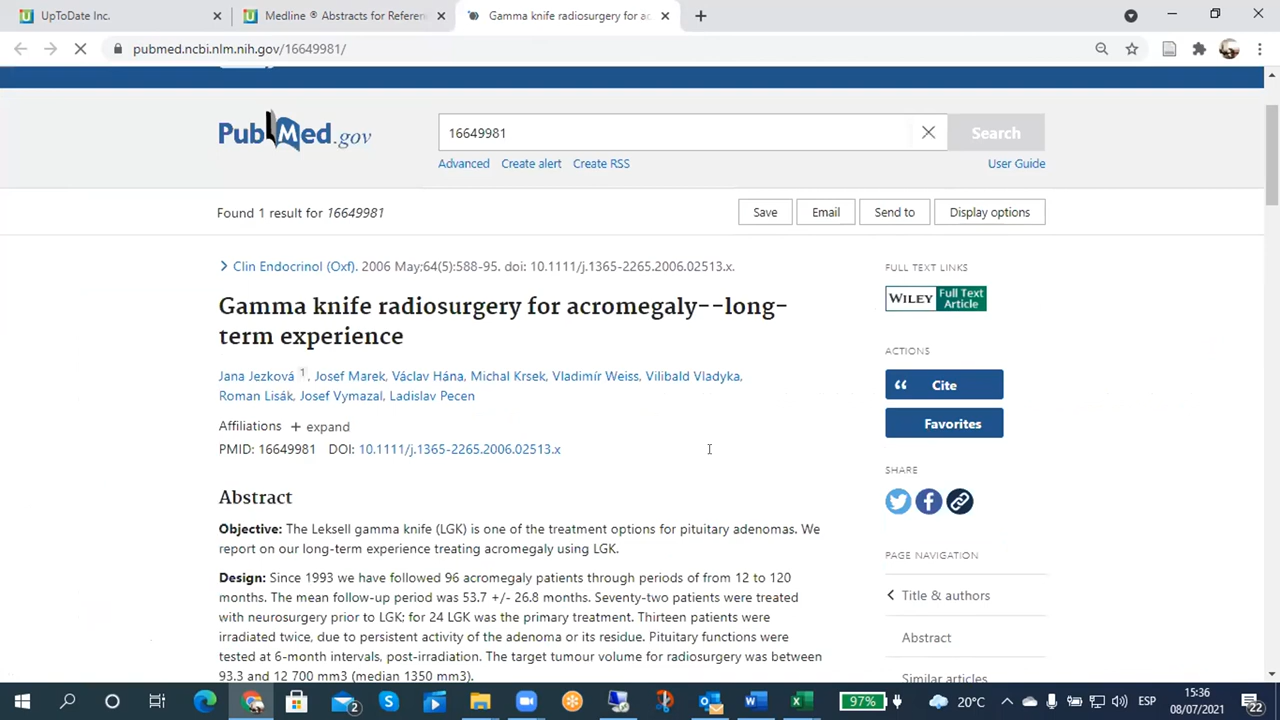 UpToDate Inc.
Medline ® Abstracts for Referen
Gamma knife radiosurgery for ac
pubmed.ncbi.nlm.nih.gov/16649981/
PubMed.gov
16649981
Search
Advanced Create alert Create RSS
User Guide
Found 1 result for 16649981
Save Email Send to Display options
Clin Endocrinol (Oxf). 2006 May;64(5):588-95. doi: 10.1111/j.1365-2265.2006.02513.x.
Gamma knife radiosurgery for acromegaly--long-
term experience
Jana Jezková 1, Josef Marek, Václav Hána, Michal Krsek, Vladimír Weiss, Vilibald Vladyka,
Roman Lisák, Josef Vymazal, Ladislav Pecen
Affiliations + expand
PMID: 16649981 DOI: 10.1111/j.1365-2265.2006.02513.x
Abstract
Objective: The Leksell gamma knife (LGK) is one of the treatment options for pituitary adenomas. We
report on our long-term experience treating acromegaly using LGK.
Design: Since 1993 we have followed 96 acromegaly patients through periods of from 12 to 120
months. The mean follow-up period was 53.7 +/- 26.8 months. Seventy-two patients were treated
with neurosurgery prior to LGK; for 24 LGK was the primary treatment. Thirteen patients were
irradiated twice, due to persistent activity of the adenoma or its residue. Pituitary functions were
tested at 6-month intervals, post-irradiation. The target tumour volume for radiosurgery was between
93.3 and 12 700 mm3 (median 1350 mm3).
FULL TEXT LINKS
WILEY Full Text
Article
ACTIONS
Cite
Favorites
SHARE
PAGE NAVIGATION
Title & authors
Abstract
Similar articles
2
97%
20°C
ESP
15:36
08/07/2021
22